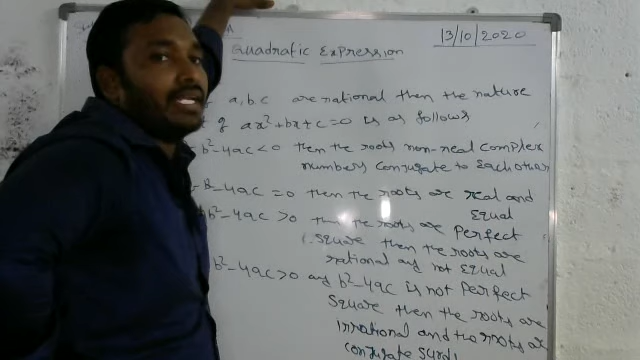 Quadratic Expression
13/10/2020
a,b,c are rational then the nature
of ax²+bx+c=0 is as follows
b²-4ac<0 then the roots non-real complex
numbers conjugate to each other
B-4ac=0 then the roots are real and
Equal
b²-4ac>0 then the roots are Perfect
Square then the roots are
rational and not Equal
b²-4ac>0 and b²-4ac is not Perfect
Square then the roots are
Irrational and the roots are
Conjugate Surd